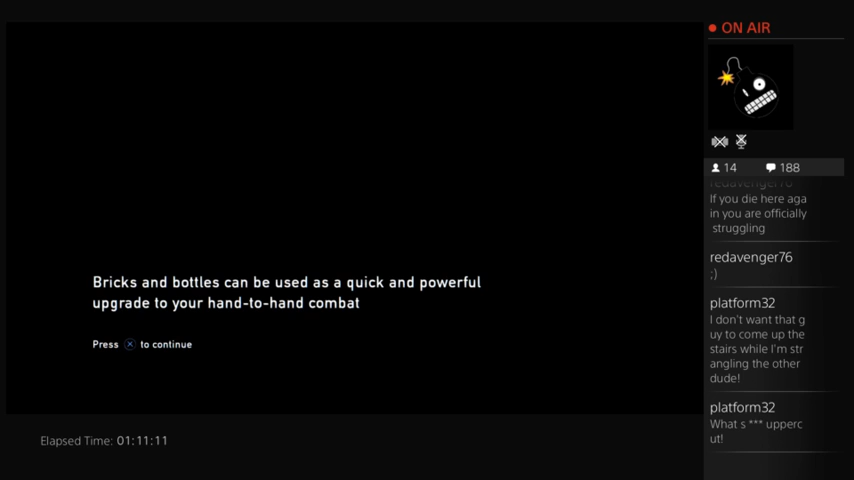 ON AIR
14 188
redavenger76
If you die here aga
in you are officially
struggling
redavenger76
;)
platform32
I don't want that g
uy to come up the
stairs while I'm str
angling the other
dude!
platform32
What s *** upperc
ut!
Bricks and bottles can be used as a quick and powerful
upgrade to your hand-to-hand combat
Press X to continue
Elapsed Time: 01:11:11